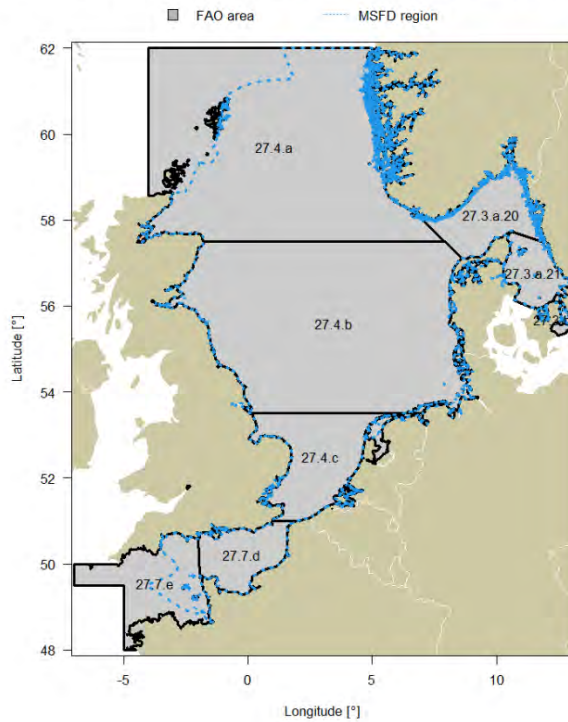 FAO area MSFD region
62
60
58
56
54
52
50
48
Latitude [°]
27.4.a
27.3.a.20
27.3.a.21
27.4.b
27.4.c
27.7.d
27.7.e
-5 0 5 10
Longitude [°]